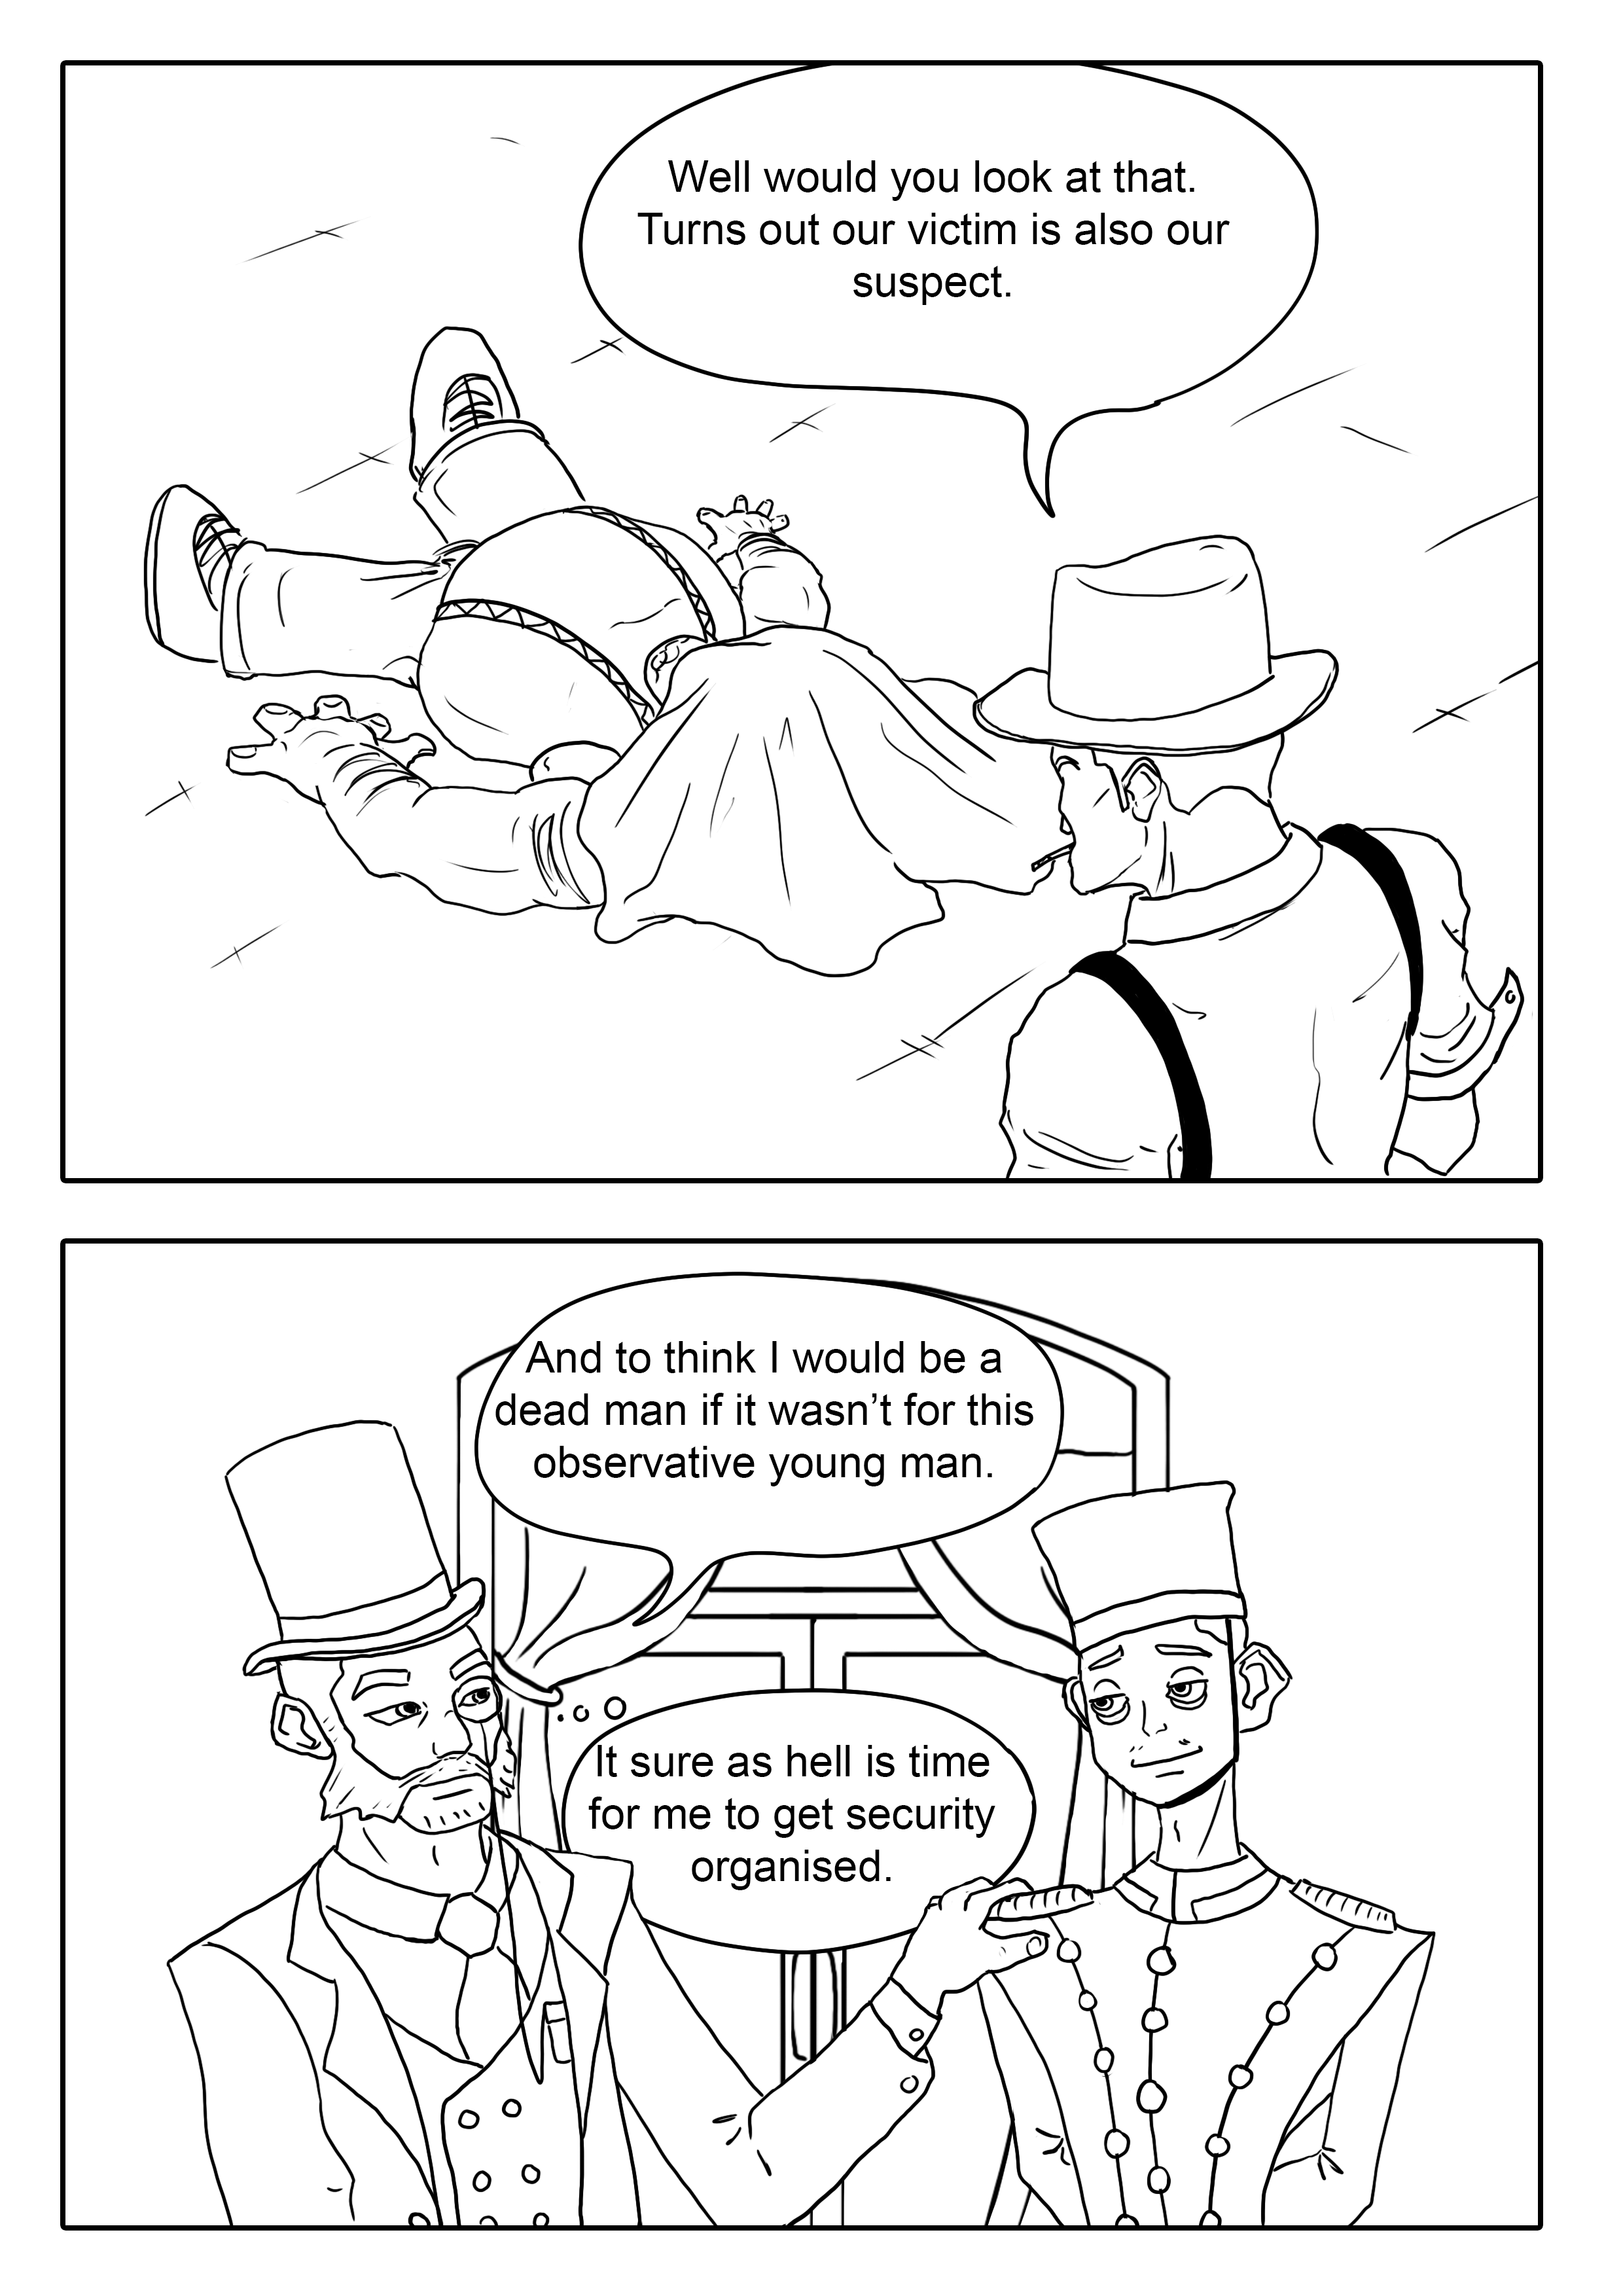 Well would you look at that.
Turns out our victim is also our
suspect.
And to think I would be a
dead man if it wasn’t for this
observative young man.
It sure as hell is time
for me to get security
organised.